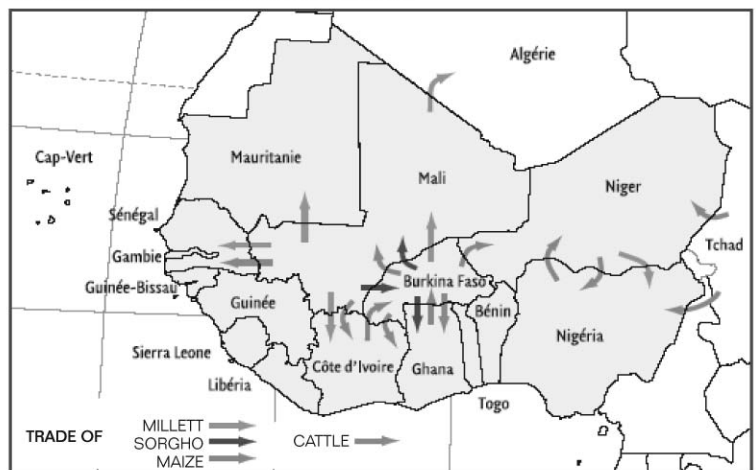 Algérie
Cap-Vert
Mauritanie
Mali
Niger
Sénégal
Tchad
Gambie
Guinée-Bissau
Burkina Faso
Guinée
Bénin
Nigéria
Sierra Leone
Côte d'Ivoire
Ghana
Libéria
Togo
MILLETT
TRADE OF SORGHO CATTLE
MAIZE